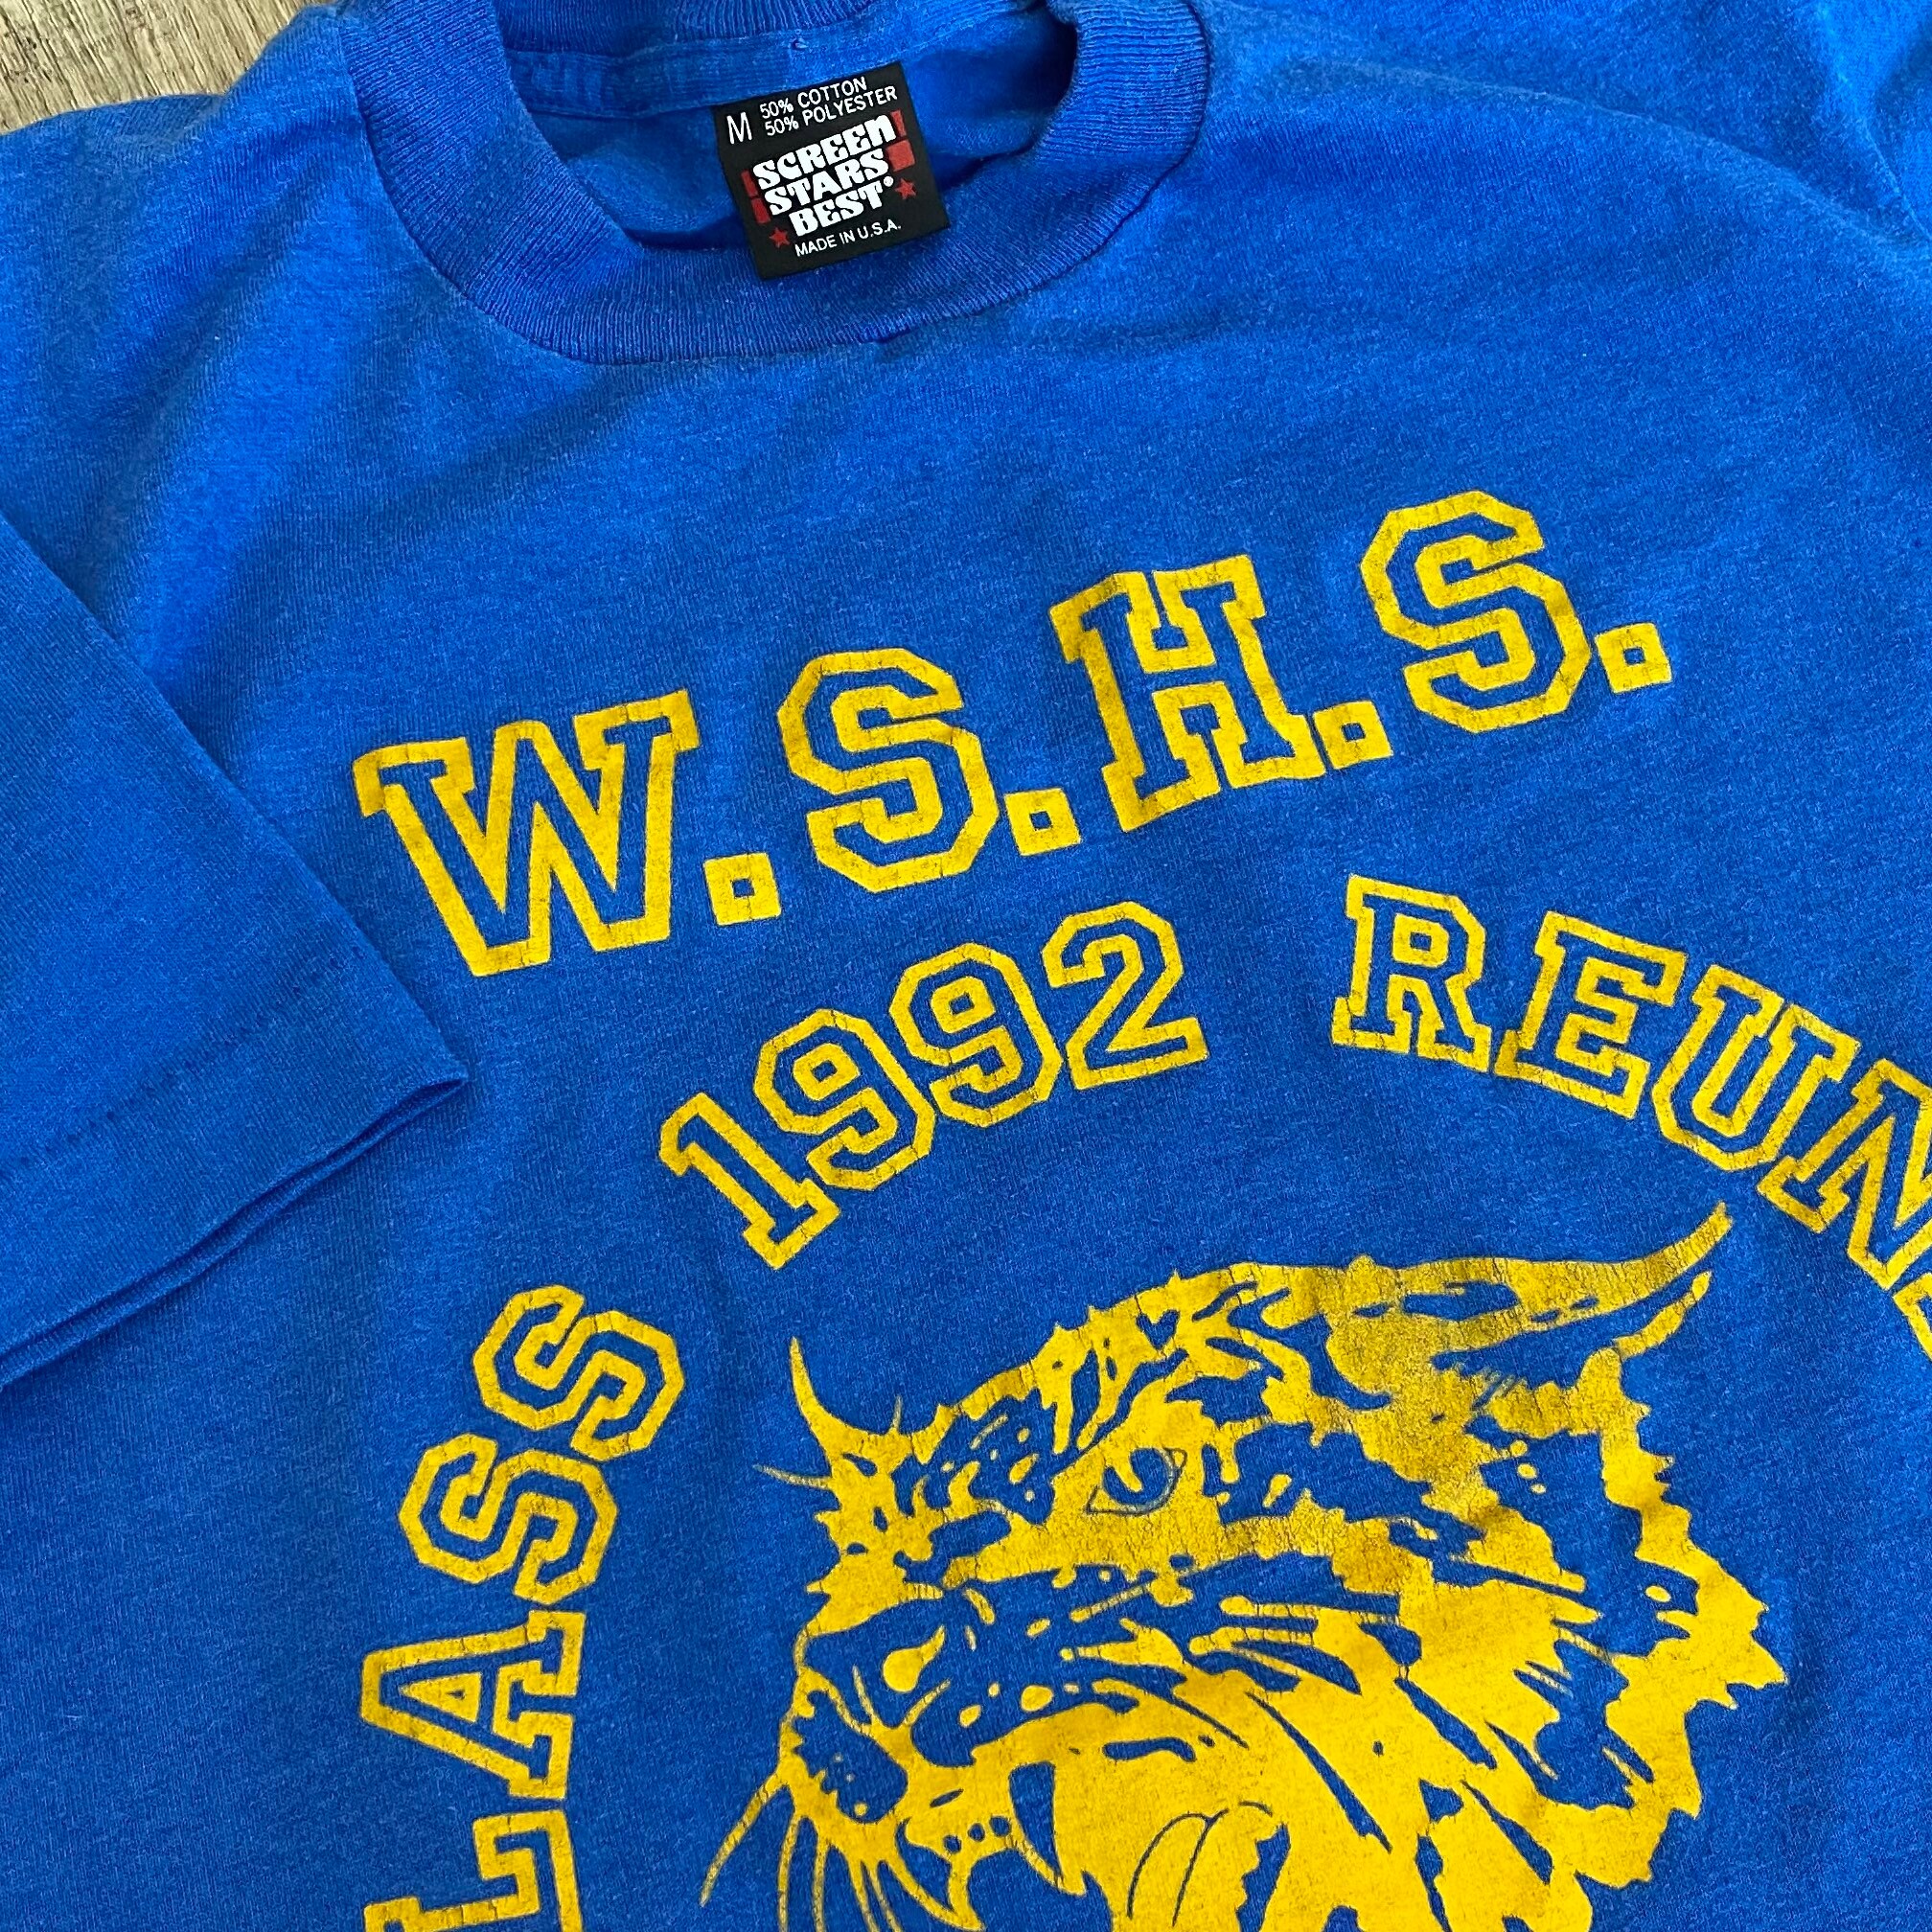 M 50% COTTON
50% POLYESTER
SCREEN
STARS
BEST®
MADE IN U.S.A.
W.S.H.S.
LASS 1992 REUN